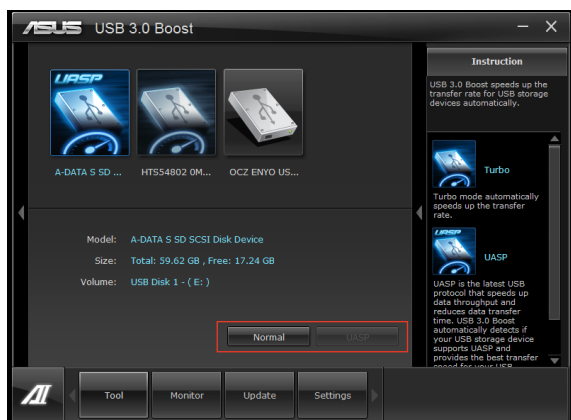 ASUS USB 3.0 Boost
Instruction
USB 3.0 Boost speeds up the
transfer rate for USB storage
devices automatically.
UASP
A-DATA S SD ...
HTS54802 0M...
OCZ ENYO US...
Turbo
Turbo mode automatically
speeds up the transfer
rate.
UASP
UASP
UASP is the latest USB
protocol that speeds up
data throughput and
reduces data transfer
time. USB 3.0 Boost
automatically detects if
your USB storage device
supports UASP and
provides the best transfer
speed for your USB
Model: A-DATA S SD SCSI Disk Device
Size: Total: 59.62 GB , Free: 17.24 GB
Volume: USB Disk 1 - ( E: )
Normal
UASP
Tool
Monitor
Update
Settings